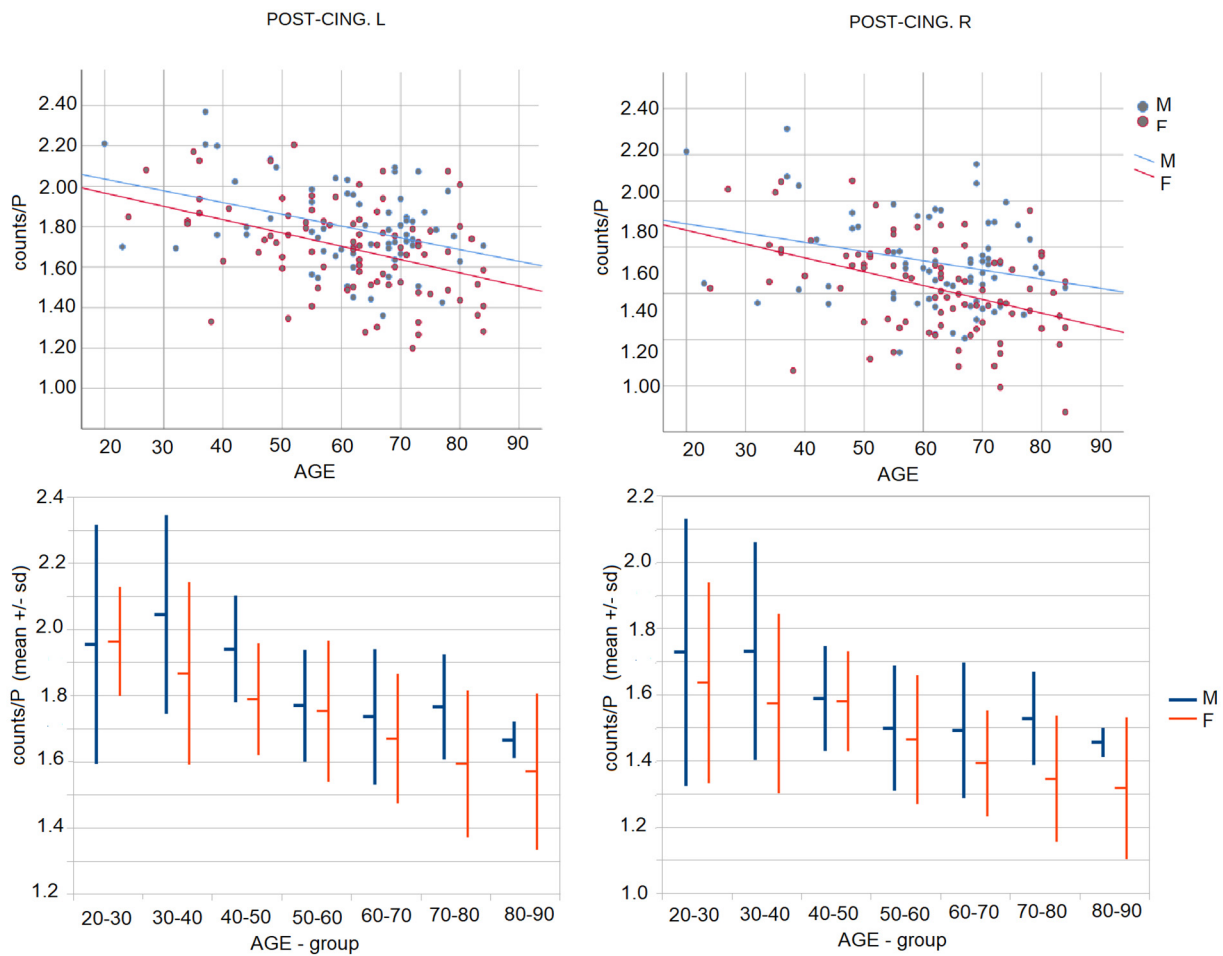 POST-CING. L
POST-CING. R
counts/P
2.40
2.20
2.00
1.80
1.60
1.40
1.20
1.00
20 30 40 50 60 70 80 90
AGE
counts/P
2.40
2.20
2.00
1.80
1.60
1.40
1.20
1.00
20 30 40 50 60 70 80 90
AGE
M
F
M
F
counts/P (mean +/- sd)
2.4
2.2
2.0
1.8
1.6
1.4
1.2
20-30 30-40 40-50 50-60 60-70 70-80 80-90
AGE - group
counts/P (mean +/- sd)
2.2
2.0
1.8
1.6
1.4
1.2
1.0
20-30 30-40 40-50 50-60 60-70 70-80 80-90
AGE - group
M
F